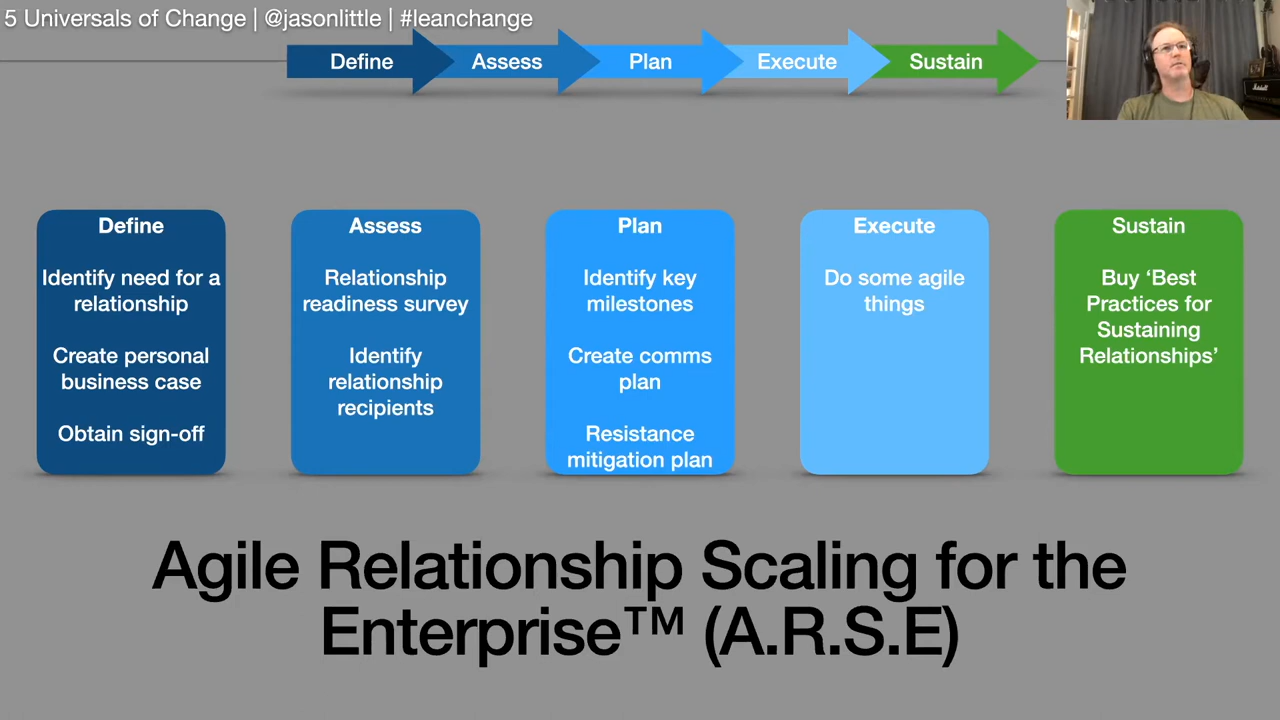 5 Universals of Change | @jasonlittle | #leanchange
Define
Assess
Plan
Execute
Sustain
Define
Identify need for a
relationship
Create personal
business case
Obtain sign-off
Assess
Relationship
readiness survey
Identify
relationship
recipients
Plan
Identify key
milestones
Create comms
plan
Resistance
mitigation plan
Execute
Do some agile
things
Sustain
Buy ‘Best
Practices for
Sustaining
Relationships’
Agile Relationship Scaling for the
Enterprise™ (A.R.S.E)
Marshall